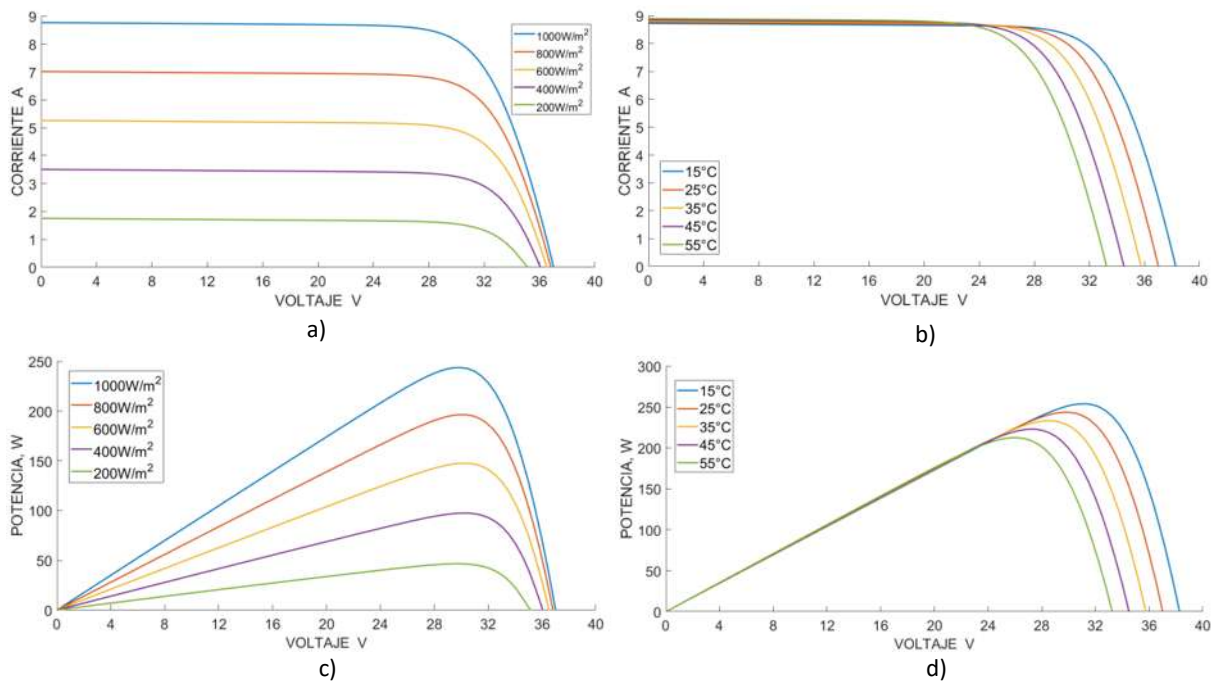 9
8
7
6
5
4
3
2
1
0
CORRIENTE A
1000W/m²
800W/m²
600W/m²
400W/m²
200W/m²
0 4 8 12 16 20 24 28 32 36 40
VOLTAJE V
a)
9
8
7
6
5
4
3
2
1
0
CORRIENTE A
15°C
25°C
35°C
45°C
55°C
0 4 8 12 16 20 24 28 32 36 40
VOLTAJE V
b)
250
200
150
100
50
0
POTENCIA, W
1000W/m²
800W/m²
600W/m²
400W/m²
200W/m²
0 4 8 12 16 20 24 28 32 36 40
VOLTAJE V
c)
300
250
200
150
100
50
0
POTENCIA, W
15°C
25°C
35°C
45°C
55°C
0 4 8 12 16 20 24 28 32 36 40
VOLTAJE V
d)